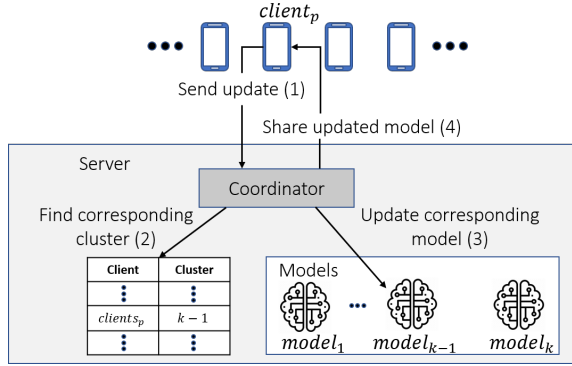 client_p
Send update (1)
Share updated model (4)
Server
Coordinator
Find corresponding
cluster (2)
Update corresponding
model (3)
Client Cluster
clients_p k − 1
Models
model_1 model_{k−1} model_k